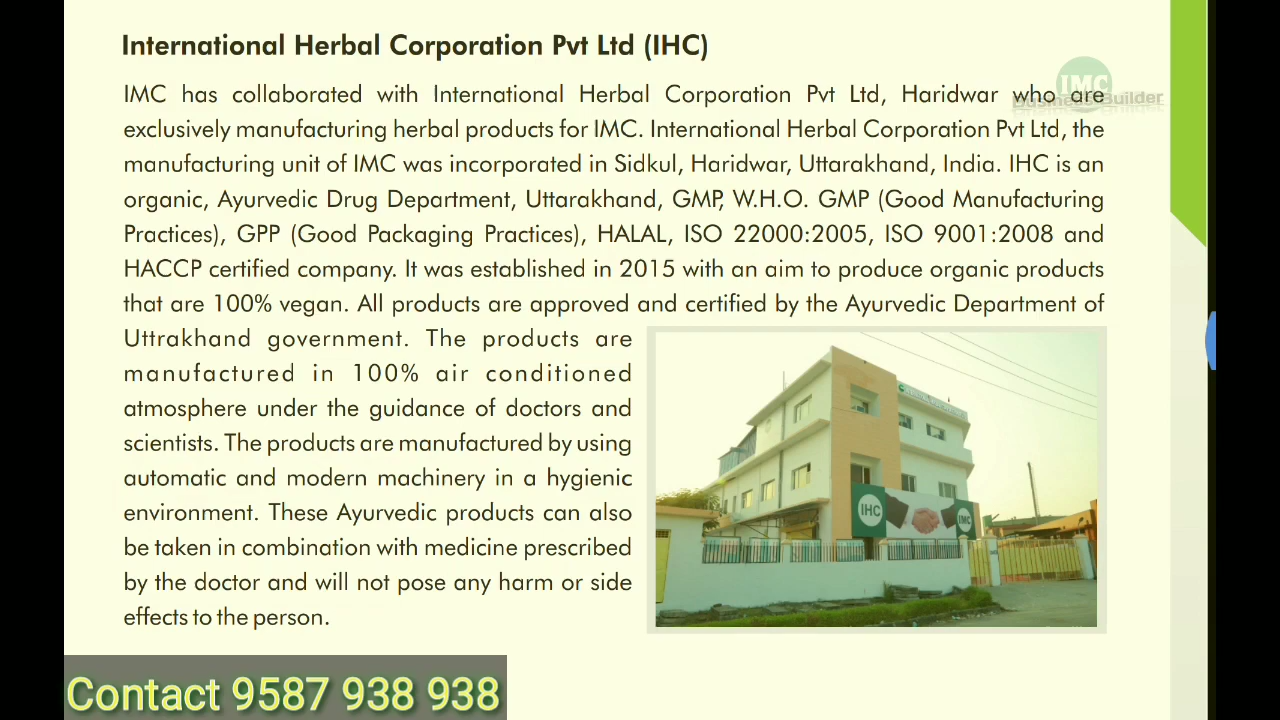 International Herbal Corporation Pvt Ltd (IHC)
IMC
Business Builder
IMC has collaborated with International Herbal Corporation Pvt Ltd, Haridwar who are
exclusively manufacturing herbal products for IMC. International Herbal Corporation Pvt Ltd, the
manufacturing unit of IMC was incorporated in Sidkul, Haridwar, Uttarakhand, India. IHC is an
organic, Ayurvedic Drug Department, Uttarakhand, GMP, W.H.O. GMP (Good Manufacturing
Practices), GPP (Good Packaging Practices), HALAL, ISO 22000:2005, ISO 9001:2008 and
HACCP certified company. It was established in 2015 with an aim to produce organic products
that are 100% vegan. All products are approved and certified by the Ayurvedic Department of
Uttrakhand government. The products are
manufactured in 100% air conditioned
atmosphere under the guidance of doctors and
scientists. The products are manufactured by using
automatic and modern machinery in a hygienic
environment. These Ayurvedic products can also
be taken in combination with medicine prescribed
by the doctor and will not pose any harm or side
effects to the person.
IHC
IMC
Contact 9587 938 938